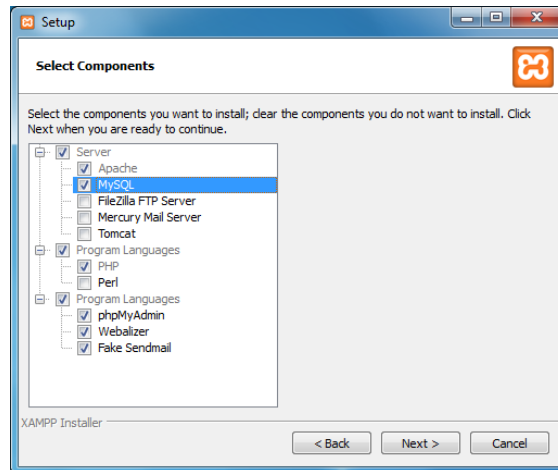 Setup
Select Components
Select the components you want to install; clear the components you do not want to install. Click
Next when you are ready to continue.
Server
Apache
MySQL
FileZilla FTP Server
Mercury Mail Server
Tomcat
Program Languages
PHP
Perl
Program Languages
phpMyAdmin
Webalizer
Fake Sendmail
XAMPP Installer
< Back Next > Cancel